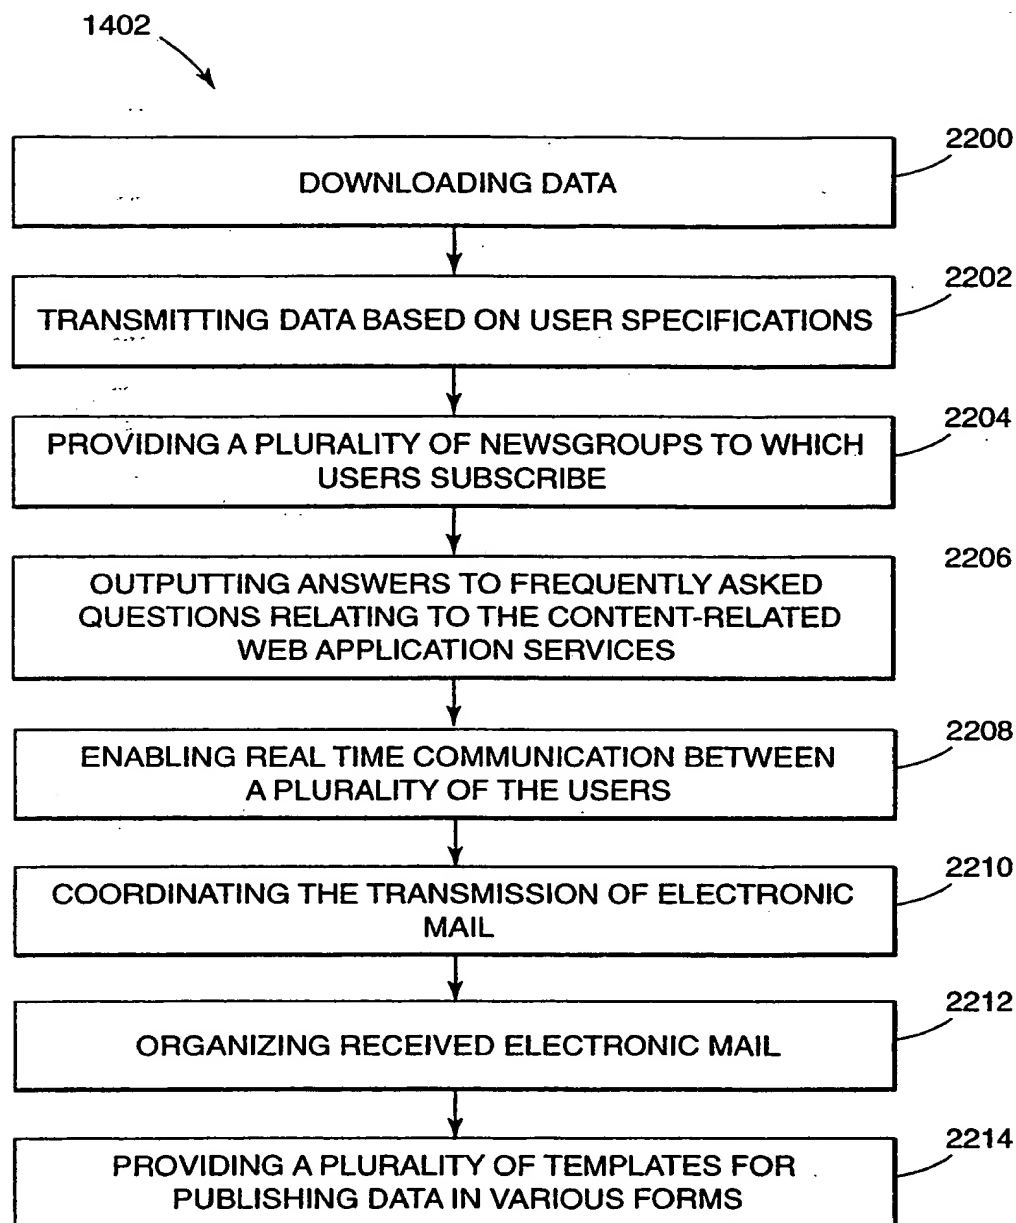 1402
2200
DOWNLOADING DATA
2202
TRANSMITTING DATA BASED ON USER SPECIFICATIONS
2204
PROVIDING A PLURALITY OF NEWSGROUPS TO WHICH
USERS SUBSCRIBE
2206
OUTPUTTING ANSWERS TO FREQUENTLY ASKED
QUESTIONS RELATING TO THE CONTENT-RELATED
WEB APPLICATION SERVICES
2208
ENABLING REAL TIME COMMUNICATION BETWEEN
A PLURALITY OF THE USERS
2210
COORDINATING THE TRANSMISSION OF ELECTRONIC
MAIL
2212
ORGANIZING RECEIVED ELECTRONIC MAIL
2214
PROVIDING A PLURALITY OF TEMPLATES FOR
PUBLISHING DATA IN VARIOUS FORMS